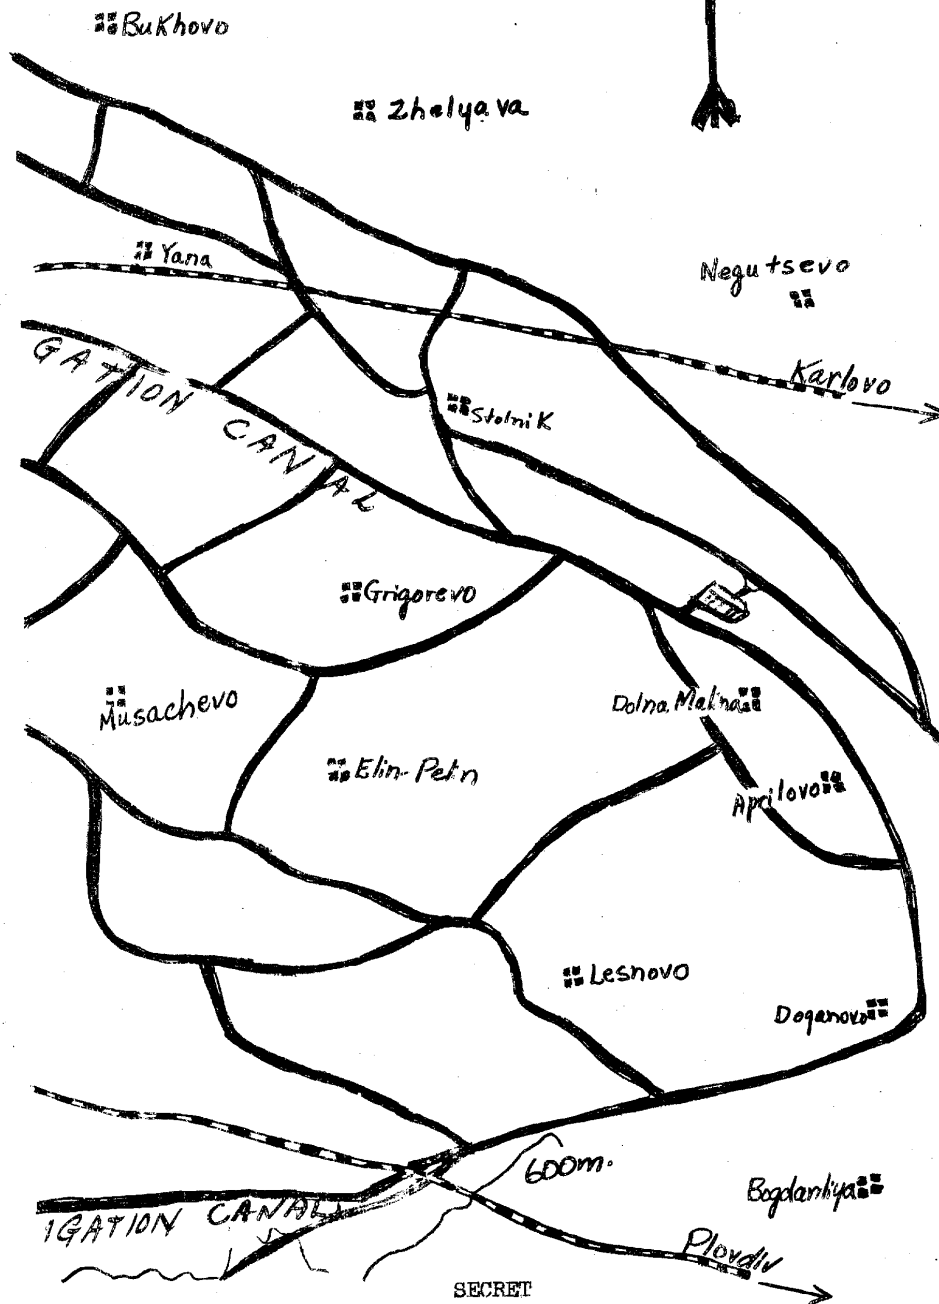 Bukhovo
Zhelyava
Yana
Negutsevo
Karlovo
GATION CANAL
Stolnik
Grigorevo
Musachevo
Dolna Malina
Elin-Pelin
Aprilovo
Lesnovo
Doganovo
600m.
Bogdanliya
IGATION CANAL
Plovdiv
SECRET